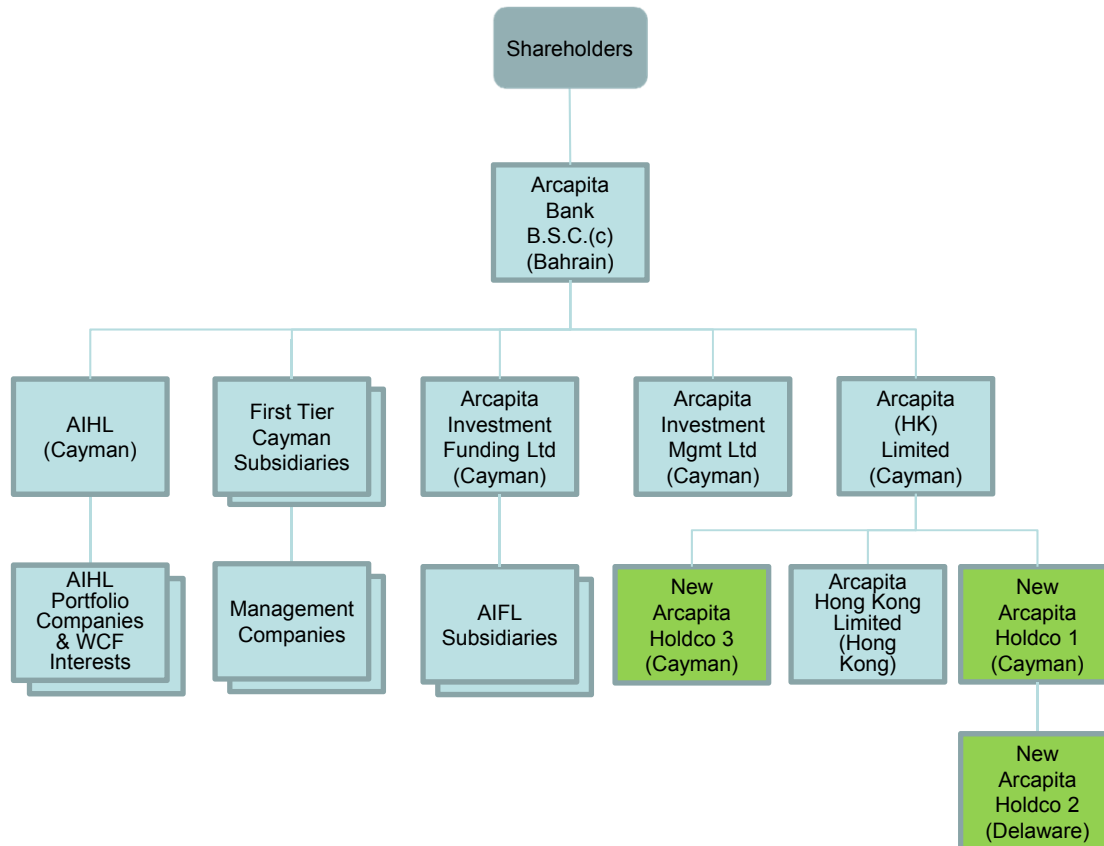 Shareholders
Arcapita
Bank
B.S.C.(c)
(Bahrain)
AIHL
(Cayman)
First Tier
Cayman
Subsidiaries
Arcapita
Investment
Funding Ltd
(Cayman)
Arcapita
Investment
Mgmt Ltd
(Cayman)
Arcapita
(HK)
Limited
(Cayman)
AIHL
Portfolio
Companies
& WCF
Interests
Management
Companies
AIFL
Subsidiaries
New
Arcapita
Holdco 3
(Cayman)
Arcapita
Hong Kong
Limited
(Hong
Kong)
New
Arcapita
Holdco 1
(Cayman)
New
Arcapita
Holdco 2
(Delaware)